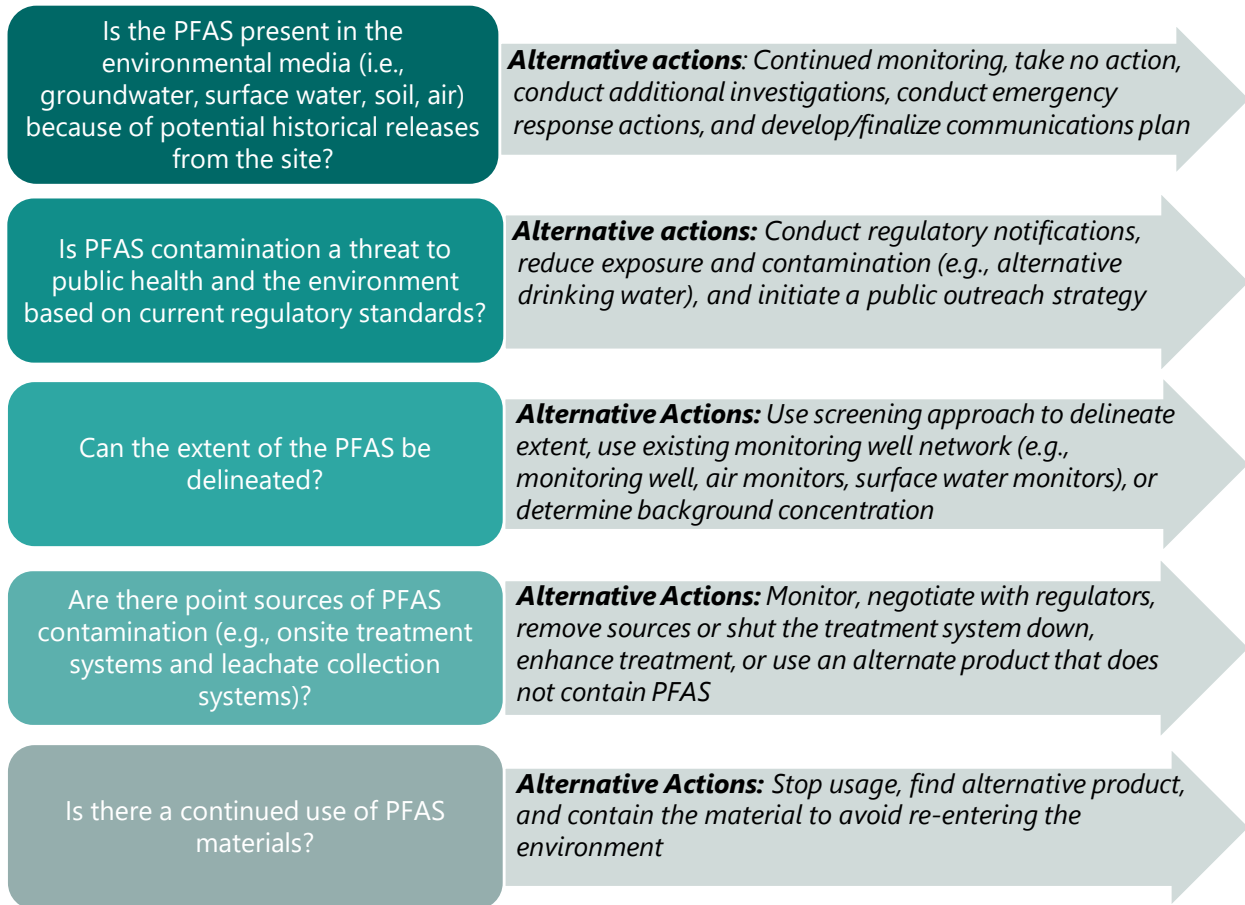 Is the PFAS present in the
environmental media (i.e.,
groundwater, surface water, soil, air)
because of potential historical releases
from the site?
Alternative actions: Continued monitoring, take no action,
conduct additional investigations, conduct emergency
response actions, and develop/finalize communications plan
Is PFAS contamination a threat to
public health and the environment
based on current regulatory standards?
Alternative actions: Conduct regulatory notifications,
reduce exposure and contamination (e.g., alternative
drinking water), and initiate a public outreach strategy
Can the extent of the PFAS be
delineated?
Alternative Actions: Use screening approach to delineate
extent, use existing monitoring well network (e.g.,
monitoring well, air monitors, surface water monitors), or
determine background concentration
Are there point sources of PFAS
contamination (e.g., onsite treatment
systems and leachate collection
systems)?
Alternative Actions: Monitor, negotiate with regulators,
remove sources or shut the treatment system down,
enhance treatment, or use an alternate product that does
not contain PFAS
Is there a continued use of PFAS
materials?
Alternative Actions: Stop usage, find alternative product,
and contain the material to avoid re-entering the
environment